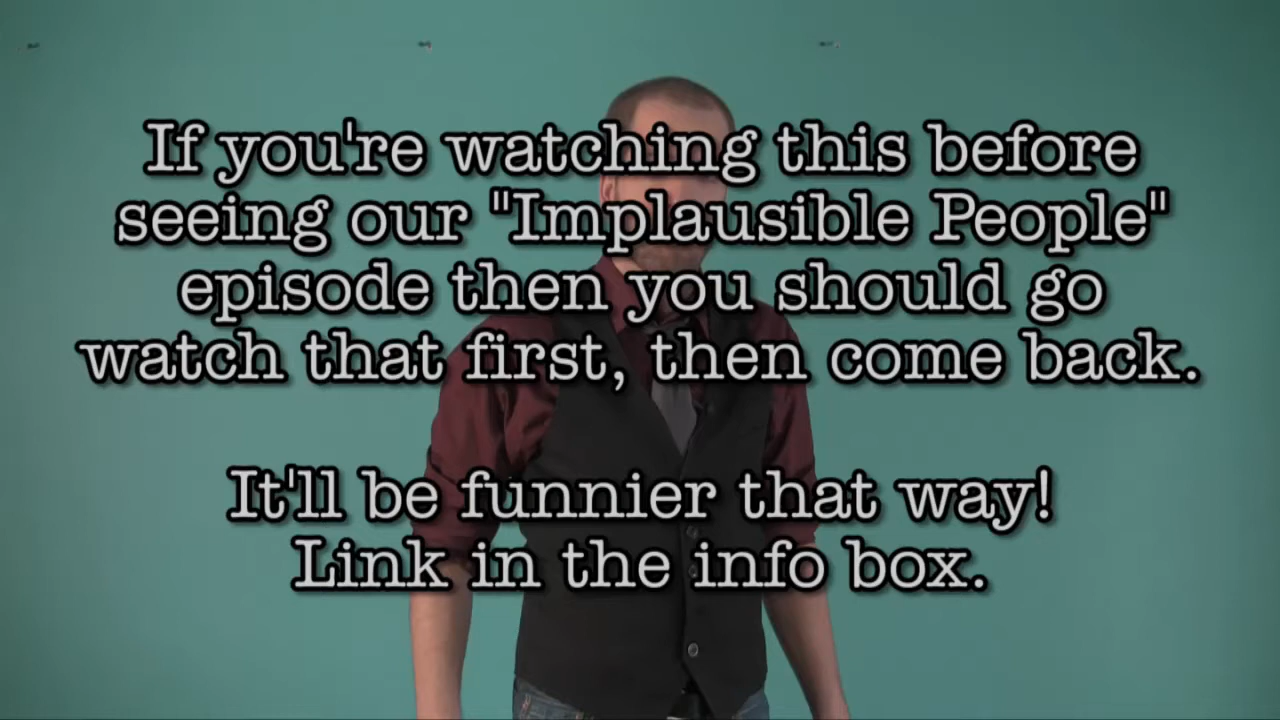 If you're watching this before
seeing our "Implausible People"
episode then you should go
watch that first, then come back.
It'll be funnier that way!
Link in the info box.